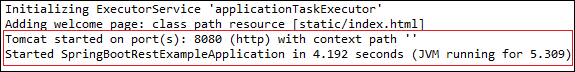 Initializing ExecutorService 'applicationTaskExecutor'
Adding welcome page: class path resource [static/index.html]
Tomcat started on port(s): 8080 (http) with context path ''
Started SpringBootRestExampleApplication in 4.192 seconds (JVM running for 5.309)